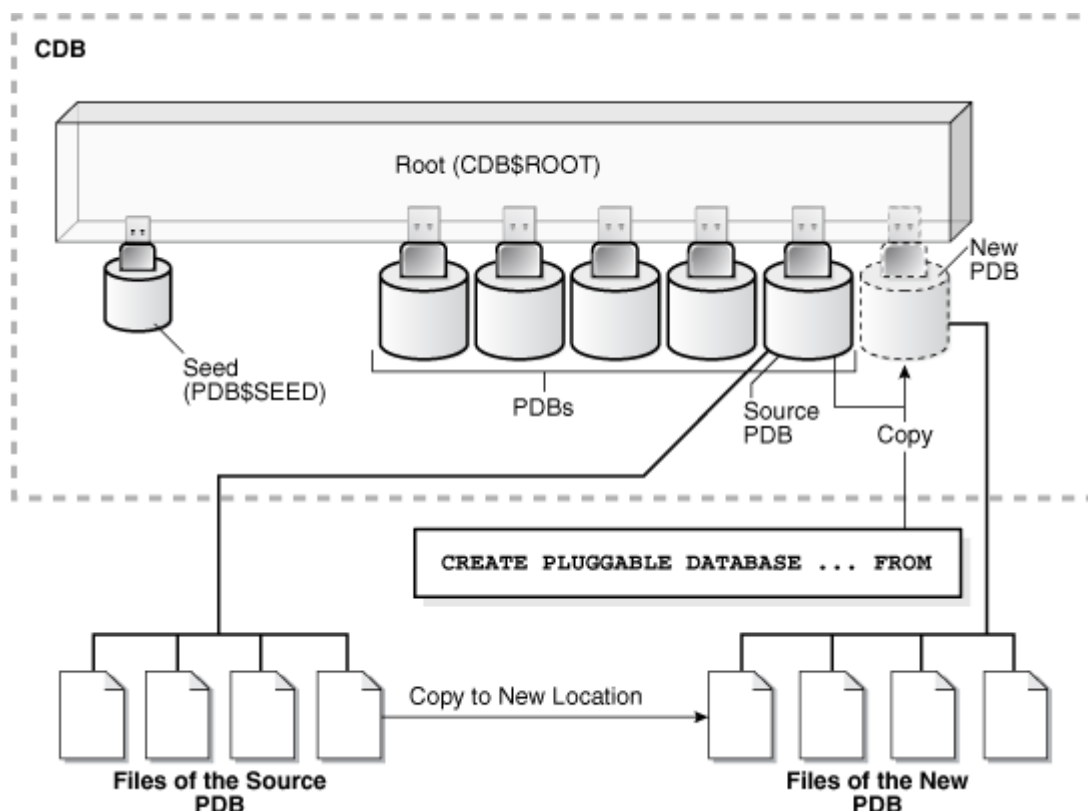 CDB
Root (CDB$ROOT)
New
PDB
Seed
(PDB$SEED)
PDBs
Source
PDB
Copy
CREATE PLUGGABLE DATABASE ... FROM
Copy to New Location
Files of the Source
PDB
Files of the New
PDB